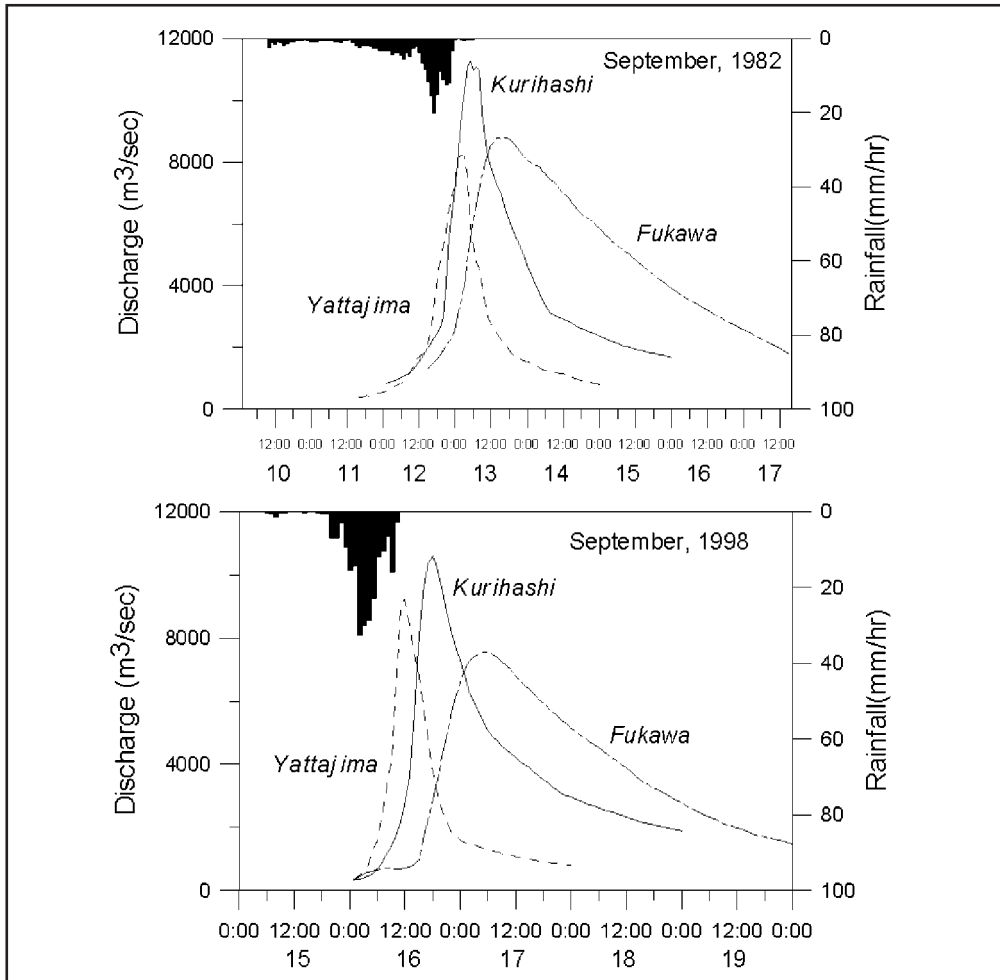 September, 1982
Kurihashi
Fukawa
Yattajima
Discharge (m3/sec)
12000
8000
4000
0
Rainfall(mm/hr)
0
20
40
60
80
100
12:00 0:00 12:00 0:00 12:00 0:00 12:00 0:00 12:00 0:00 12:00 0:00 12:00 0:00 12:00
10 11 12 13 14 15 16 17
September, 1998
Kurihashi
Fukawa
Yattajima
Discharge (m3/sec)
12000
8000
4000
0
Rainfall(mm/hr)
0
20
40
60
80
100
0:00 12:00 0:00 12:00 0:00 12:00 0:00 12:00 0:00 12:00 0:00
15 16 17 18 19